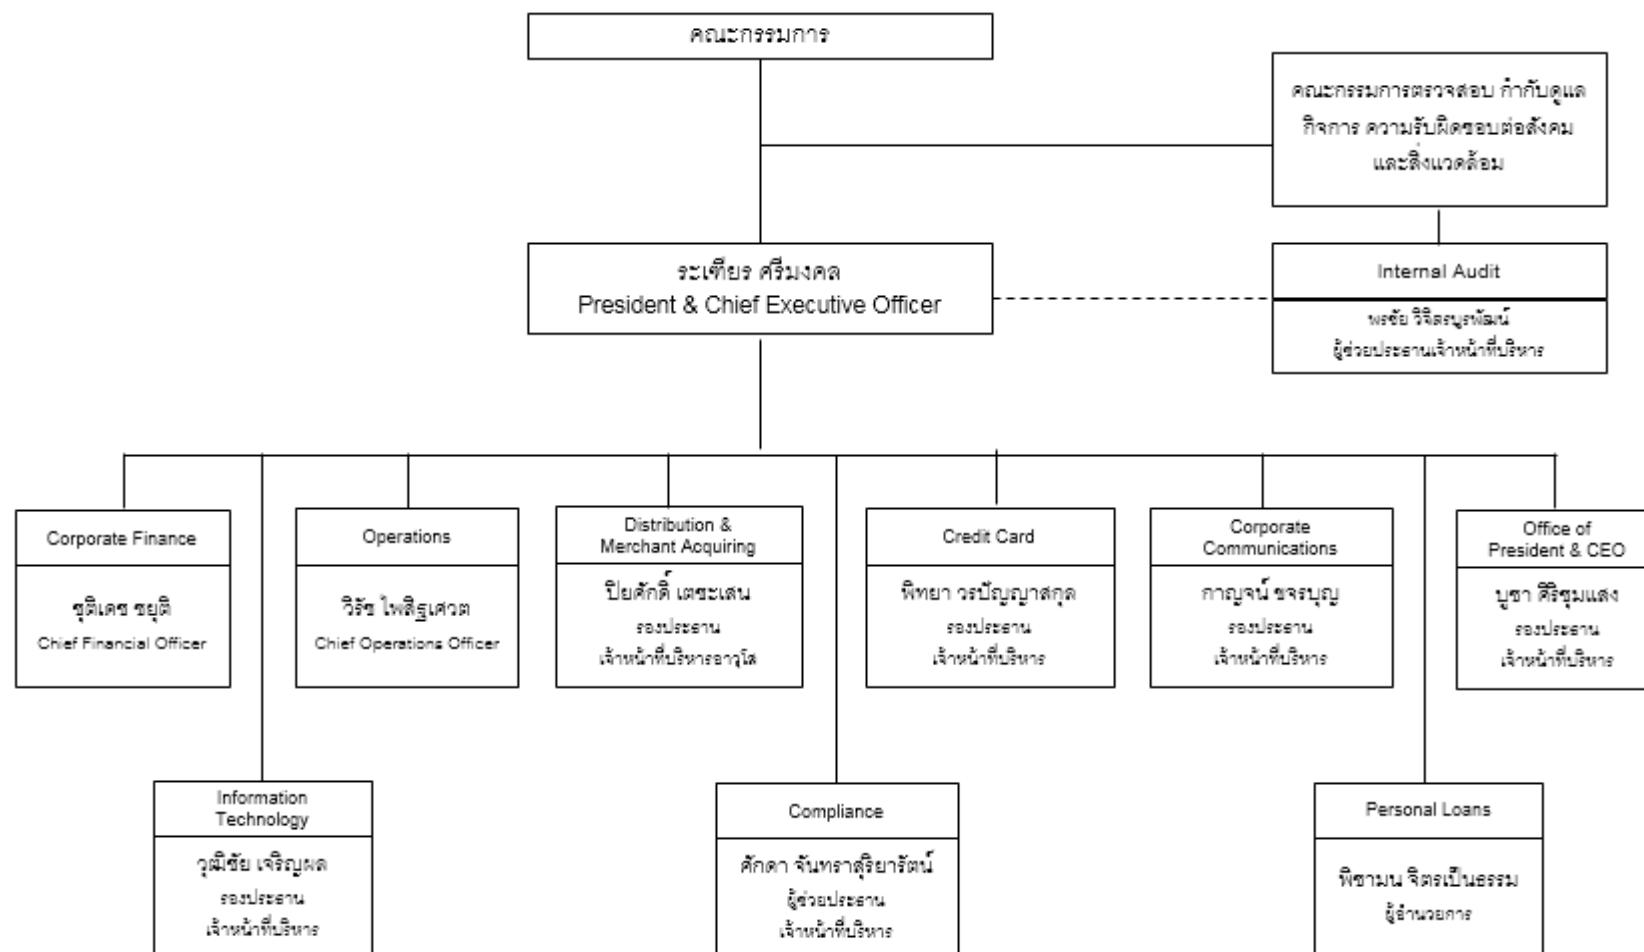 คณะกรรมการ
คณะกรรมการตรวจสอบ กำกับดูแล
กิจการ ความรับผิดชอบต่อสังคม
และสิ่งแวดล้อม
ระเฑียร ศรีมงคล
President & Chief Executive Officer
Internal Audit
พรชัย วิจิตรบูรพัฒน์
ผู้ช่วยประธานเจ้าหน้าที่บริหาร
Corporate Finance
ชุติเดช ชยุติ
Chief Financial Officer
Operations
วิรัช ไพสิฐเศวต
Chief Operations Officer
Distribution &
Merchant Acquiring
ปิยศักดิ์ เตชะเสน
รองประธาน
เจ้าหน้าที่บริหารอาวุโส
Credit Card
พิทยา วรปัญญาสกุล
รองประธาน
เจ้าหน้าที่บริหาร
Corporate
Communications
กาญจน์ ขจรบุญ
รองประธาน
เจ้าหน้าที่บริหาร
Office of
President & CEO
บูชา ศิริชุมแสง
รองประธาน
เจ้าหน้าที่บริหาร
Information
Technology
วุฒิชัย เจริญผล
รองประธาน
เจ้าหน้าที่บริหาร
Compliance
ศักดา จันทราสุริยารัตน์
ผู้ช่วยประธาน
เจ้าหน้าที่บริหาร
Personal Loans
พิชามน จิตรเป็นธรรม
ผู้อำนวยการ